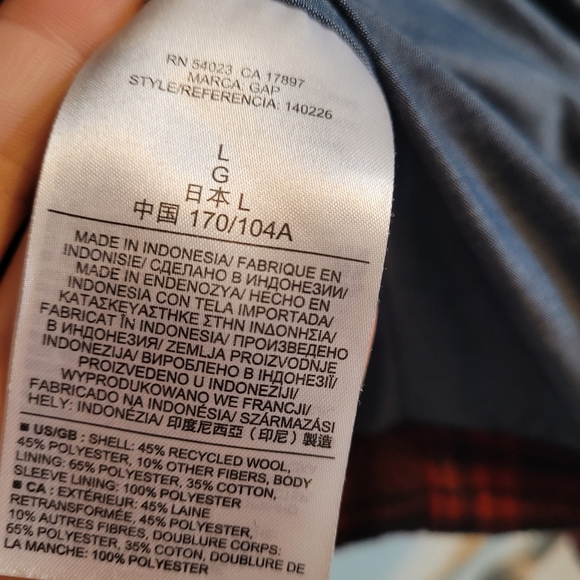 RN 54023 CA 17897
MARCA: GAP
STYLE/REFERENCIA: 140226
L
G
日本 L
中国 170/104A
MADE IN INDONESIA/ FABRIQUE EN
INDONISIE/ СДЕЛАНО В ИНДОНЕЗИИ/
MADE IN ENDENOZYA/ HECHO EN
INDONESIA CON TELA IMPORTADA/
ΚΑΤΑΣΚΕΥΑΣΤΗΚΕ ΣΤΗΝ ΙΝΔΟΝΗΣΙΑ/
FABRICAT ÎN INDONESIA/ ПРОИЗВЕДЕНО
В ИНДОНЕЗИЯ/ ZEMLJA PROIZVODNJE
INDONEZIJA/ ВИРОБЛЕНО В ІНДОНЕЗІЇ/
PROIZVEDENO U INDONEZIJI/
WYPRODUKOWANO WE FRANCJI/
FABRICADO NA INDONÉSIA/ SZÁRMAZÁSI
HELY: INDONÉZIA/ 印度尼西亞（印尼）製造
■ US/GB : SHELL: 45% RECYCLED WOOL,
45% POLYESTER, 10% OTHER FIBERS, BODY
LINING: 65% POLYESTER, 35% COTTON,
SLEEVE LINING: 100% POLYESTER
■ CA : EXTÉRIEUR: 45% LAINE
RETRANSFORMÉE, 45% POLYESTER,
10% AUTRES FIBRES, DOUBLURE CORPS:
65% POLYESTER, 35% COTON, DOUBLURE DE
LA MANCHE: 100% POLYESTER